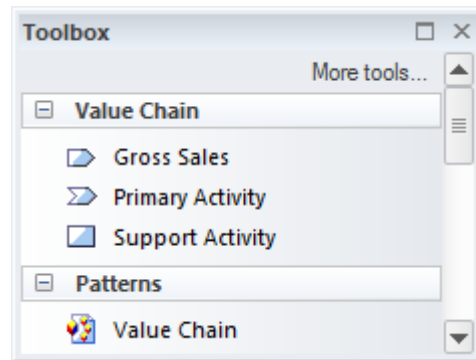 Toolbox
More tools...
Value Chain
Gross Sales
Primary Activity
Support Activity
Patterns
Value Chain